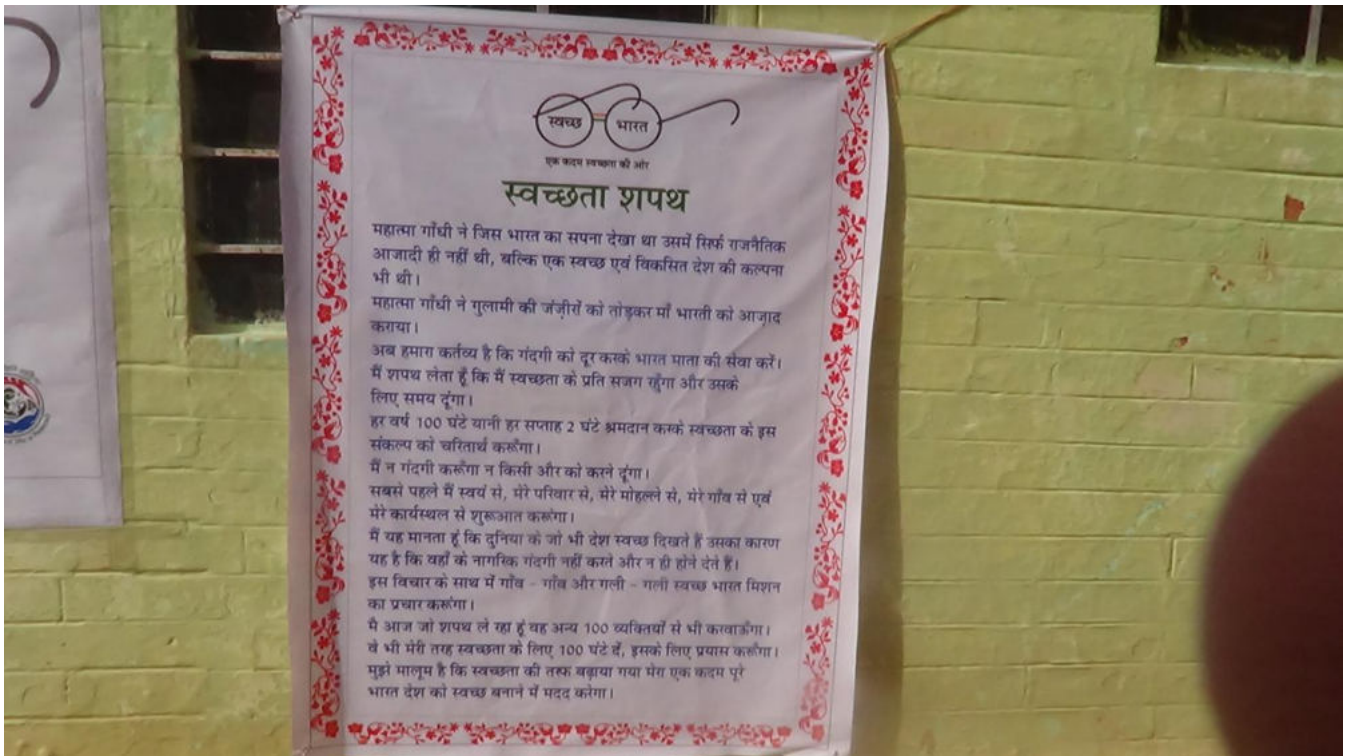 स्वच्छ भारत
एक कदम स्वच्छता की ओर
स्वच्छता शपथ
महात्मा गाँधी ने जिस भारत का सपना देखा था उसमें सिर्फ राजनैतिक
आजादी ही नहीं थी, बल्कि एक स्वच्छ एवं विकसित देश की कल्पना
भी थी।
महात्मा गाँधी ने गुलामी की जंज़ीरों को तोड़कर माँ भारती को आज़ाद
कराया।
अब हमारा कर्तव्य है कि गंदगी को दूर करके भारत माता की सेवा करें।
मैं शपथ लेता हूँ कि मैं स्वच्छता के प्रति सजग रहूँगा और उसके
लिए समय दूंगा।
हर वर्ष 100 घंटे यानी हर सप्ताह 2 घंटे श्रमदान करके स्वच्छता के इस
संकल्प को चरितार्थ करूँगा।
मैं न गंदगी करूँगा न किसी और को करने दूंगा।
सबसे पहले मैं स्वयं से, मेरे परिवार से, मेरे मोहल्ले से, मेरे गाँव से एवं
मेरे कार्यस्थल से शुरूआत करूंगा।
मैं यह मानता हूं कि दुनिया के जो भी देश स्वच्छ दिखते हैं उसका कारण
यह है कि वहाँ के नागरिक गंदगी नहीं करते और न ही होने देते हैं।
इस विचार के साथ मैं गाँव - गाँव और गली - गली स्वच्छ भारत मिशन
का प्रचार करूंगा।
मै आज जो शपथ ले रहा हूं वह अन्य 100 व्यक्तियों से भी करवाऊँगा।
वे भी मेरी तरह स्वच्छता के लिए 100 घंटे दें, इसके लिए प्रयास करूँगा।
मुझे मालूम है कि स्वच्छता की तरफ बढ़ाया गया मेरा एक कदम पूरे
भारत देश को स्वच्छ बनाने में मदद करेगा।